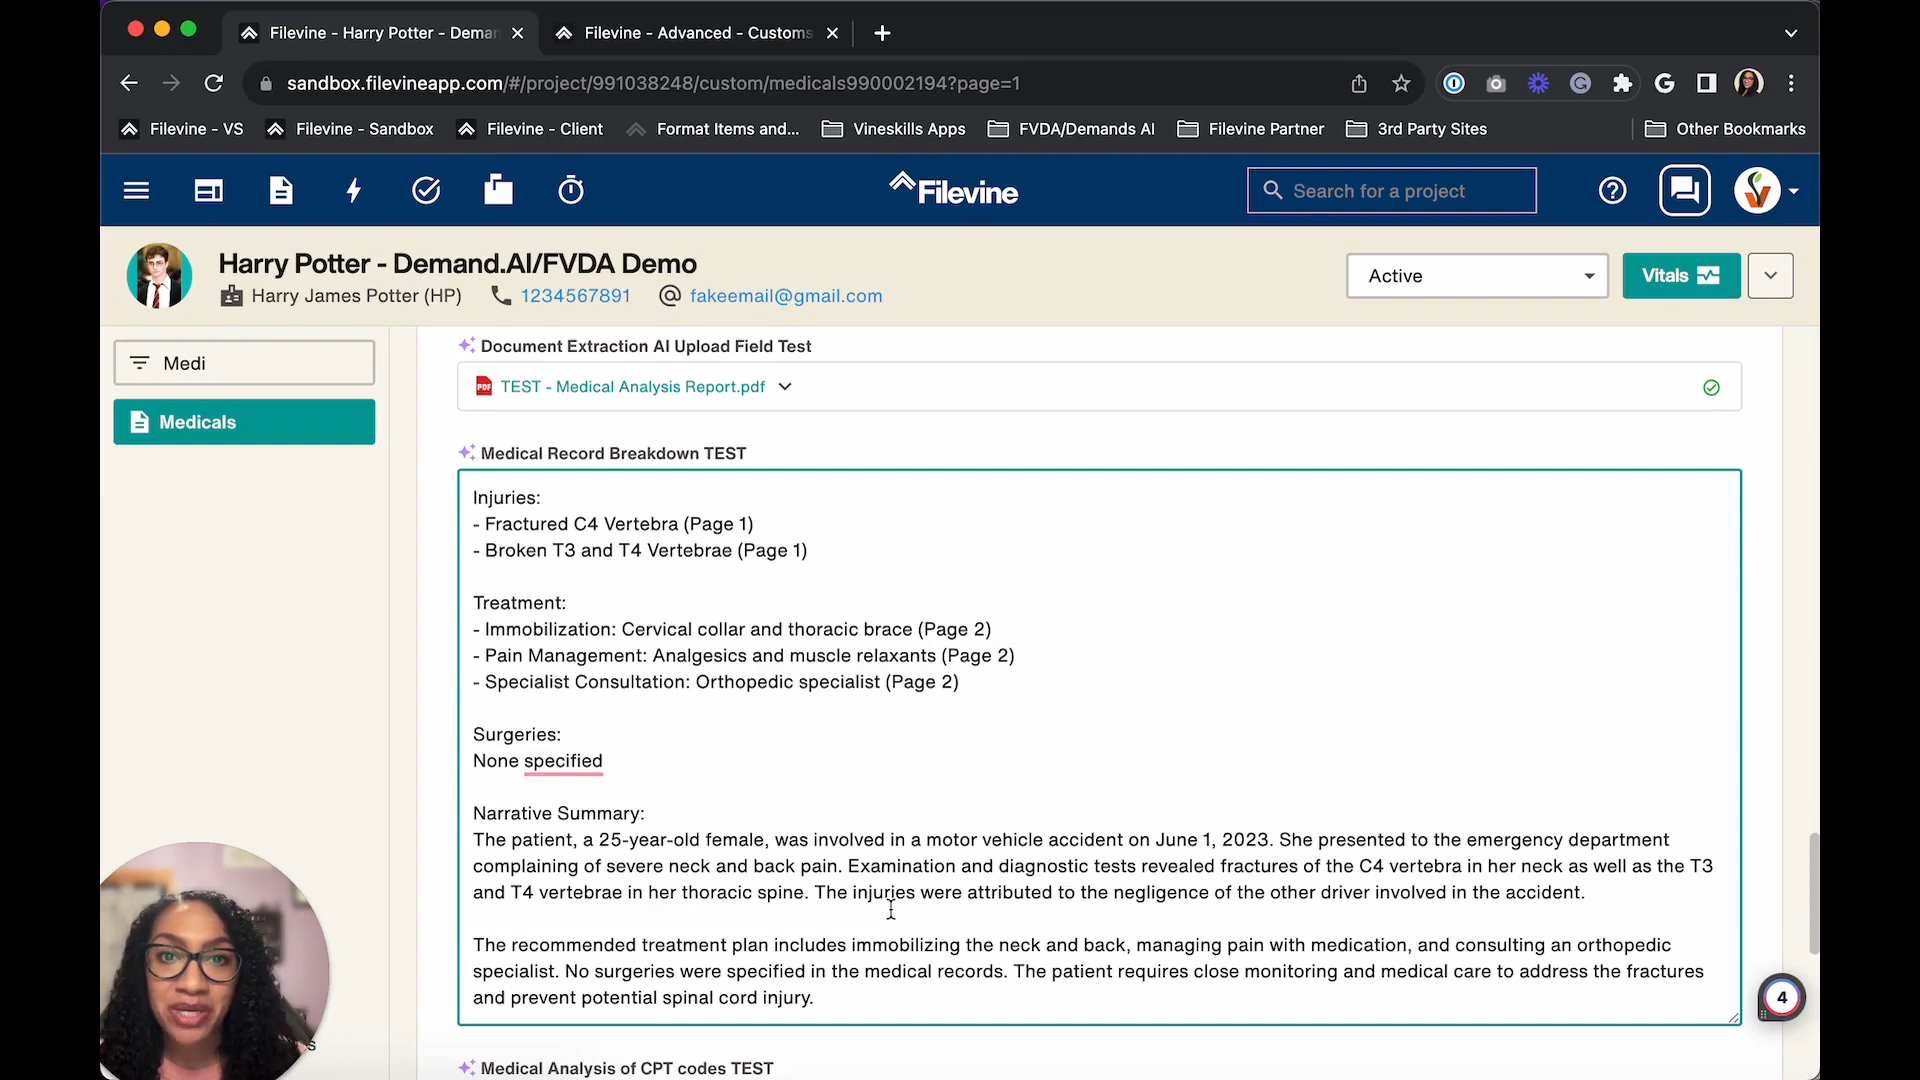 Filevine - Harry Potter - Deman
Filevine - Advanced - Customs
sandbox.filevineapp.com/#/project/991038248/custom/medicals990002194?page=1
Filevine - VS
Filevine - Sandbox
Filevine - Client
Format Items and...
Vineskills Apps
FVDA/Demands AI
Filevine Partner
3rd Party Sites
Other Bookmarks
Filevine
Search for a project
Harry Potter - Demand.AI/FVDA Demo
Harry James Potter (HP)
1234567891
fakeemail@gmail.com
Active
Vitals
Medi
Medicals
Document Extraction AI Upload Field Test
PDF
TEST - Medical Analysis Report.pdf
Medical Record Breakdown TEST
Injuries:
- Fractured C4 Vertebra (Page 1)
- Broken T3 and T4 Vertebrae (Page 1)
Treatment:
- Immobilization: Cervical collar and thoracic brace (Page 2)
- Pain Management: Analgesics and muscle relaxants (Page 2)
- Specialist Consultation: Orthopedic specialist (Page 2)
Surgeries:
None specified
Narrative Summary:
The patient, a 25-year-old female, was involved in a motor vehicle accident on June 1, 2023. She presented to the emergency department
complaining of severe neck and back pain. Examination and diagnostic tests revealed fractures of the C4 vertebra in her neck as well as the T3
and T4 vertebrae in her thoracic spine. The injuries were attributed to the negligence of the other driver involved in the accident.
The recommended treatment plan includes immobilizing the neck and back, managing pain with medication, and consulting an orthopedic
specialist. No surgeries were specified in the medical records. The patient requires close monitoring and medical care to address the fractures
and prevent potential spinal cord injury.
4
s
Medical Analysis of CPT codes TEST